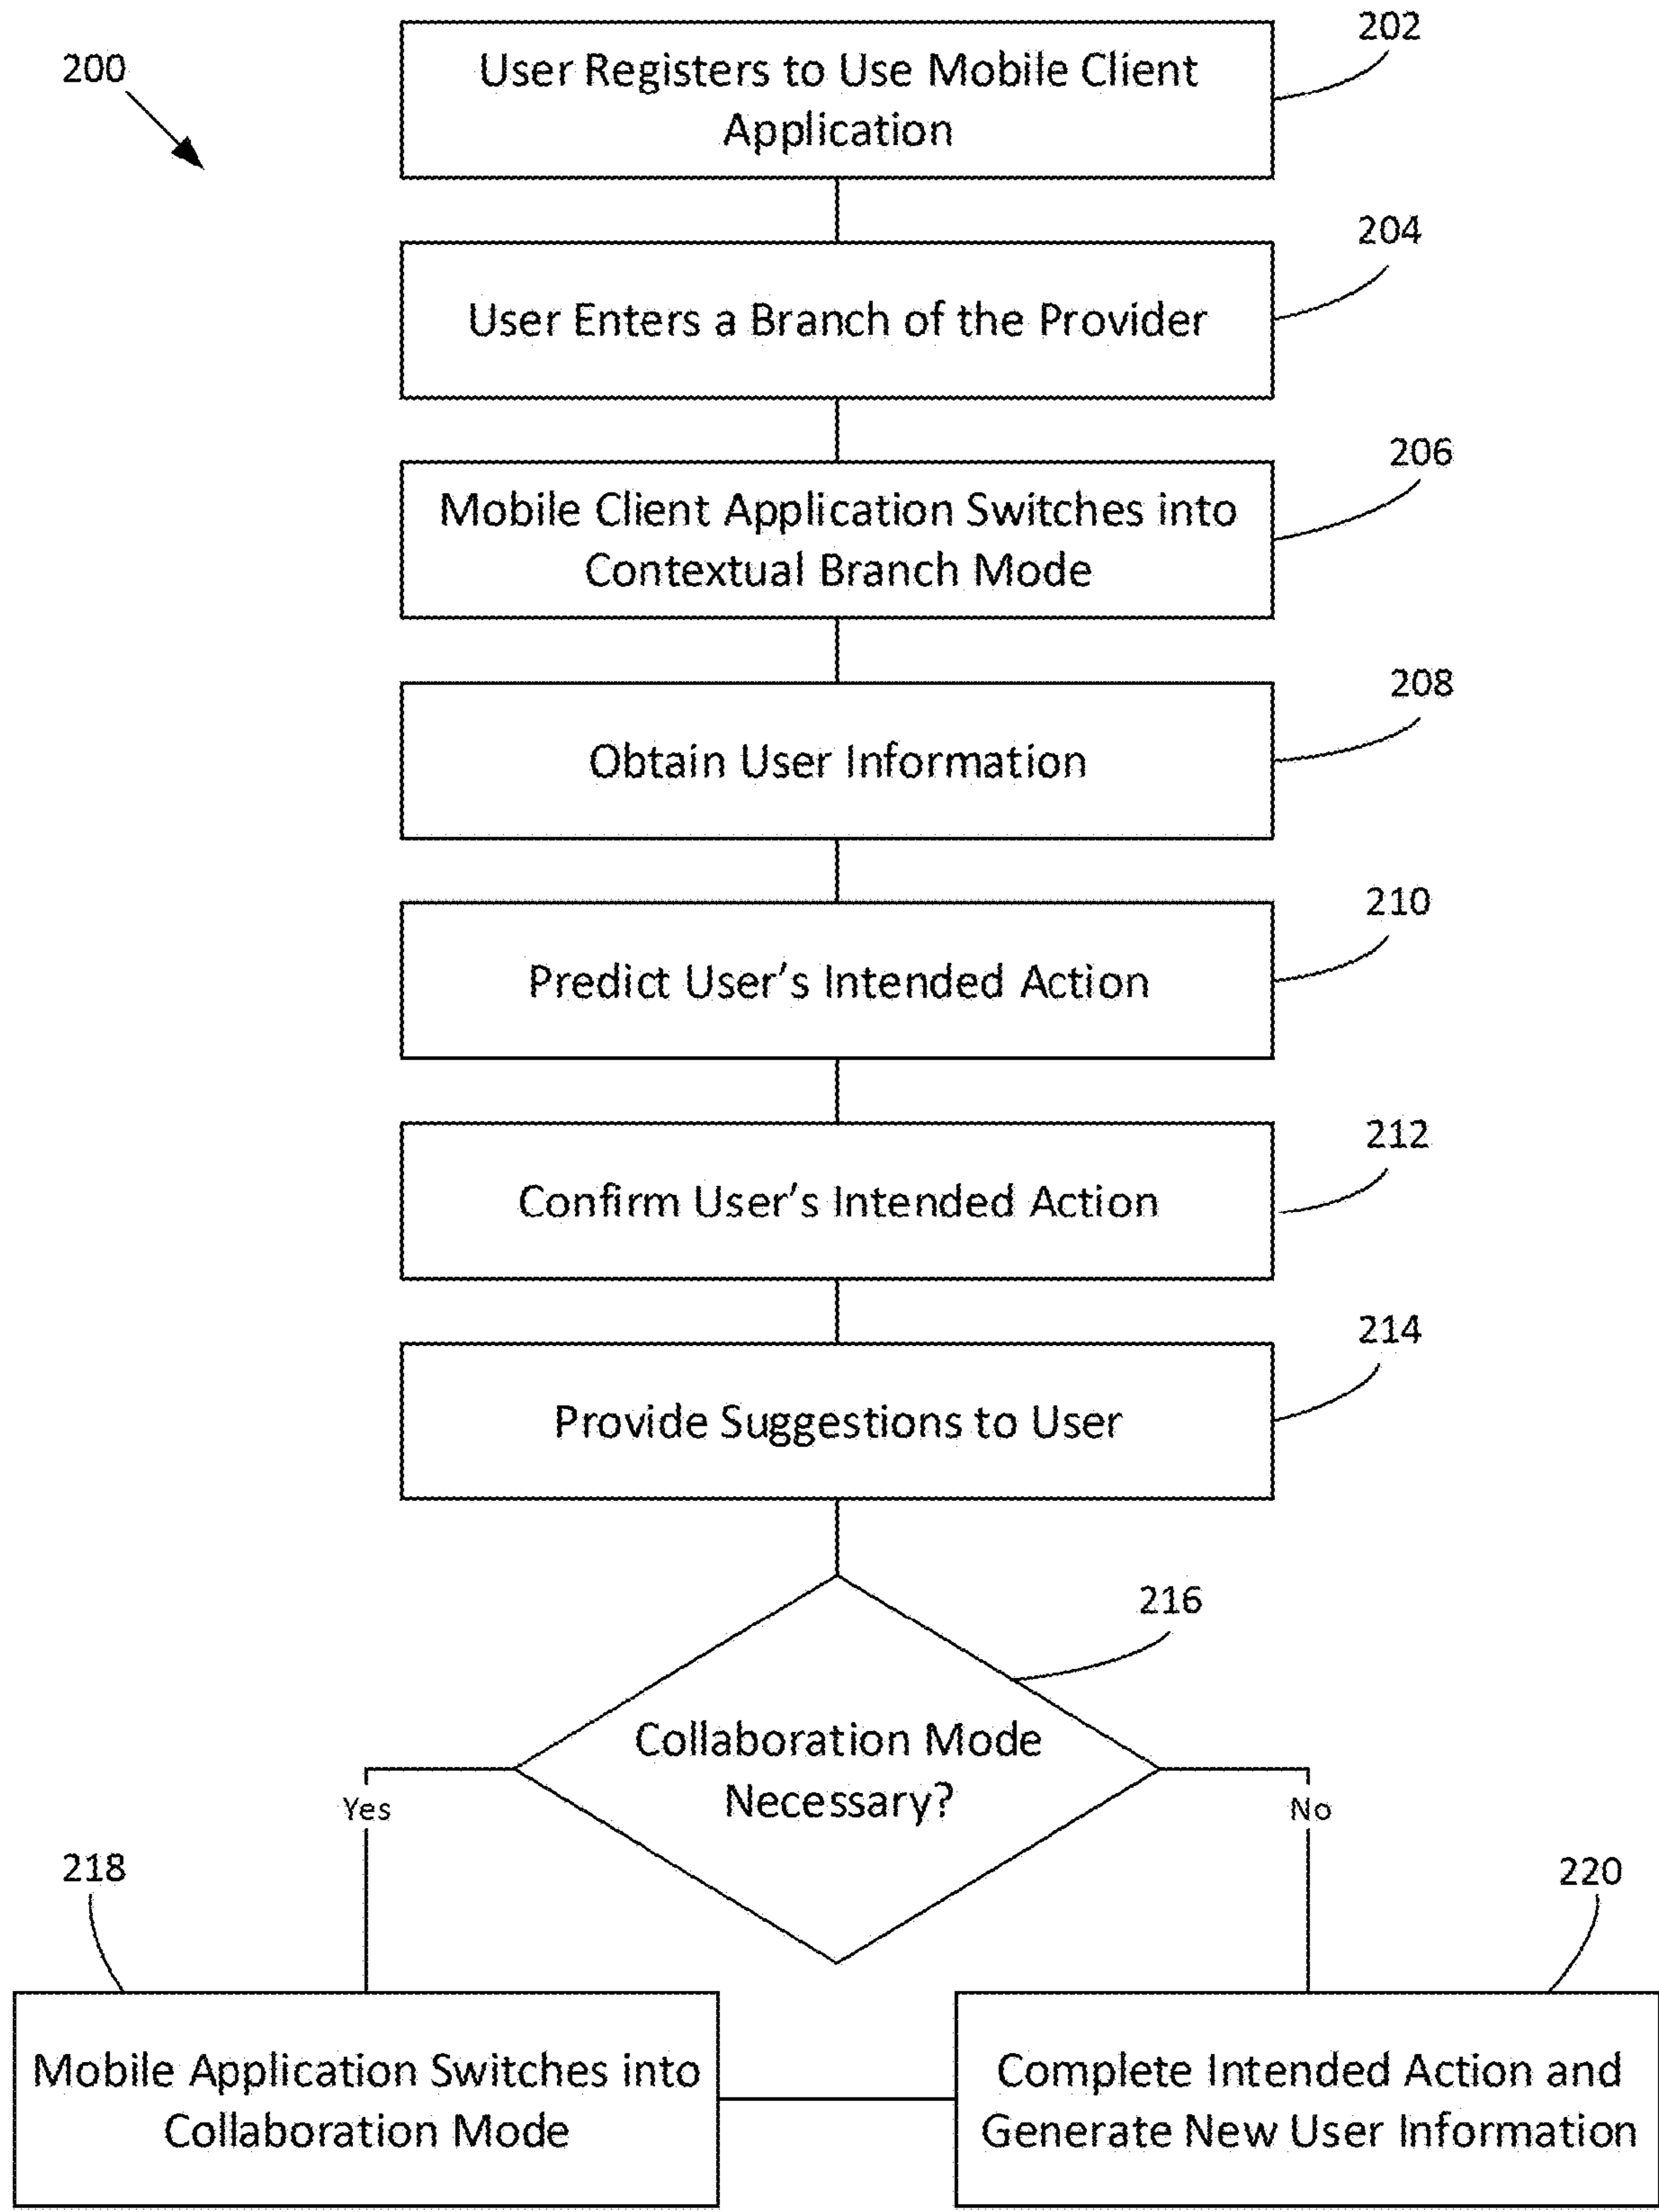 200
202
User Registers to Use Mobile Client
Application
204
User Enters a Branch of the Provider
206
Mobile Client Application Switches into
Contextual Branch Mode
208
Obtain User Information
210
Predict User's Intended Action
212
Confirm User's Intended Action
214
Provide Suggestions to User
216
Collaboration Mode
Necessary?
Yes
No
218
220
Mobile Application Switches into
Collaboration Mode
Complete Intended Action and
Generate New User Information